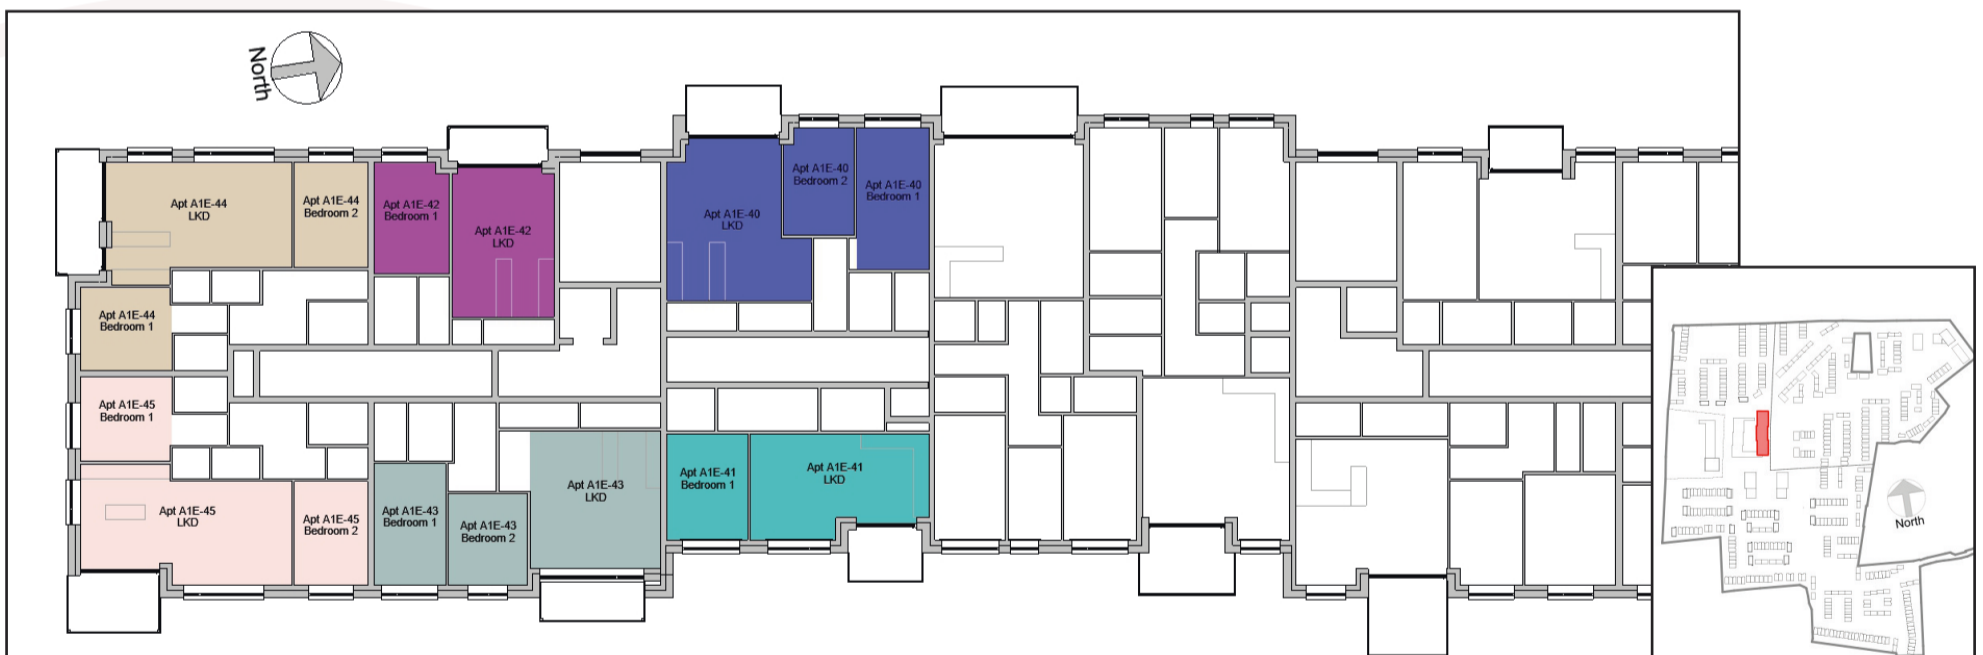 North
Apt A1E-44
LKD
Apt A1E-44
Bedroom 2
Apt A1E-42
Bedroom 1
Apt A1E-42
LKD
Apt A1E-40
LKD
Apt A1E-40
Bedroom 2
Apt A1E-40
Bedroom 1
Apt A1E-44
Bedroom 1
Apt A1E-45
Bedroom 1
Apt A1E-45
LKD
Apt A1E-45
Bedroom 2
Apt A1E-43
Bedroom 1
Apt A1E-43
Bedroom 2
Apt A1E-43
LKD
Apt A1E-41
Bedroom 1
Apt A1E-41
LKD
North